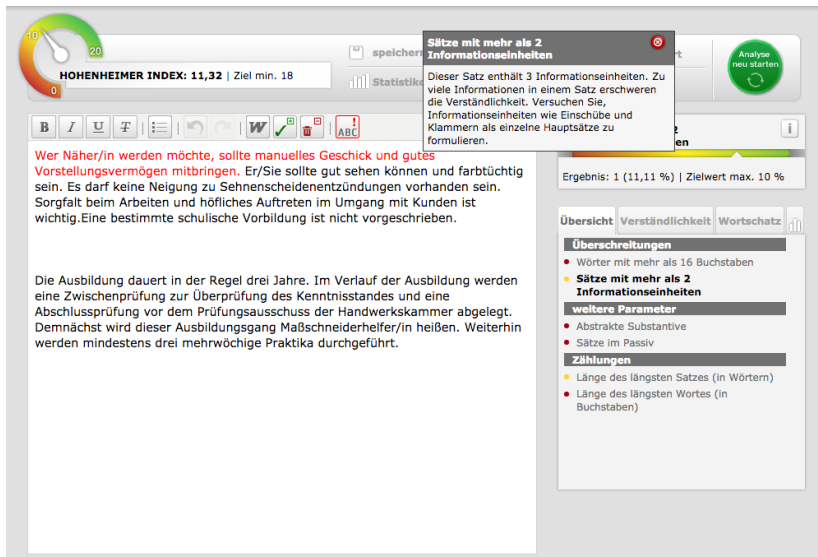 10
20
0
HOHENHEIMER INDEX: 11,32 | Ziel min. 18
speicher
Statistike
Sätze mit mehr als 2
Informationseinheiten
Dieser Satz enthält 3 Informationseinheiten. Zu
viele Informationen in einem Satz erschweren
die Verständlichkeit. Versuchen Sie,
Informationseinheiten wie Einschübe und
Klammern als einzelne Hauptsätze zu
formulieren.
Analyse
neu starten
B I U T W ABC!
Wer Näher/in werden möchte, sollte manuelles Geschick und gutes
Vorstellungsvermögen mitbringen. Er/Sie sollte gut sehen können und farbtüchtig
sein. Es darf keine Neigung zu Sehnenscheidenentzündungen vorhanden sein.
Sorgfalt beim Arbeiten und höfliches Auftreten im Umgang mit Kunden ist
wichtig.Eine bestimmte schulische Vorbildung ist nicht vorgeschrieben.
Die Ausbildung dauert in der Regel drei Jahre. Im Verlauf der Ausbildung werden
eine Zwischenprüfung zur Überprüfung des Kenntnisstandes und eine
Abschlussprüfung vor dem Prüfungsausschuss der Handwerkskammer abgelegt.
Demnächst wird dieser Ausbildungsgang Maßschneiderhelfer/in heißen. Weiterhin
werden mindestens drei mehrwöchige Praktika durchgeführt.
2
en
i
Ergebnis: 1 (11,11 %) | Zielwert max. 10 %
Übersicht Verständlichkeit Wortschatz
Überschreitungen
Wörter mit mehr als 16 Buchstaben
Sätze mit mehr als 2
Informationseinheiten
weitere Parameter
Abstrakte Substantive
Sätze im Passiv
Zählungen
Länge des längsten Satzes (in Wörtern)
Länge des längsten Wortes (in
Buchstaben)